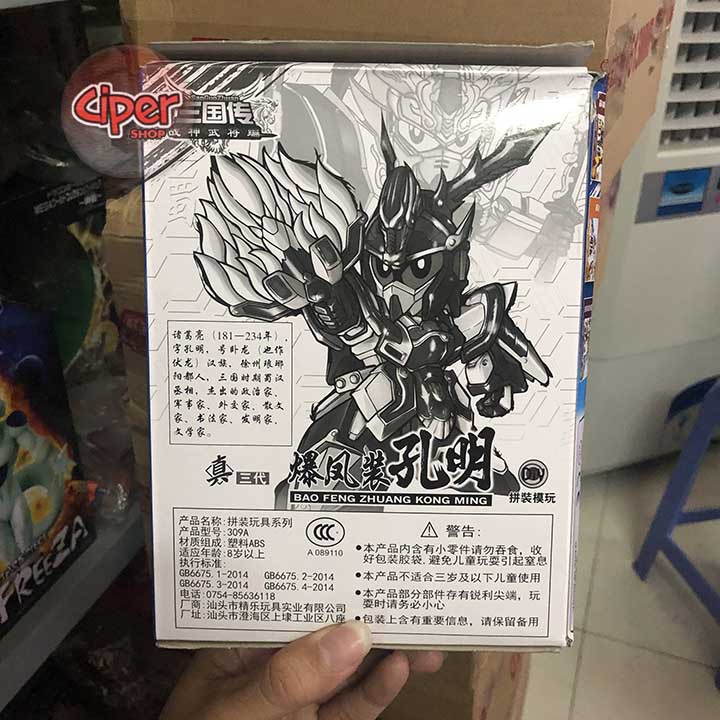 Ciper
SHOP
SanGuoZhuan
三国传
战神武将编
诸葛亮（181—234年），
字孔明，号卧龙（也作
伏龙）汉族，徐州琅琊
阳都人，三国时期蜀汉
丞相，杰出的政治家、
军事家、外交家、散文
家、书法家、发明家、
文学家。
真 三代
爆凤装孔明
BAO FENG ZHUANG KONG MING
拼装模玩
产品名称:拼装玩具系列
产品型号:309A
材质组成:塑料ABS
适应年龄:8岁以上
执行标准:
GB6675.1-2014 GB6675.2-2014
GB6675.3-2014 GB6675.4-2014
电话:0754-85636118
厂商:汕头市精乐玩具实业有限公司
厂址:汕头市澄海区上埭工业区八座
CCC
A 089110
警告:
•本产品内含有小零件请勿吞食，收
好包装胶袋,避免儿童玩耍引起窒息
•本产品不适合三岁及以下儿童使用
•本产品部分部件存有锐利尖端，玩
耍时请务必小心
•包装上含有重要信息，请保留备用
FREEZA